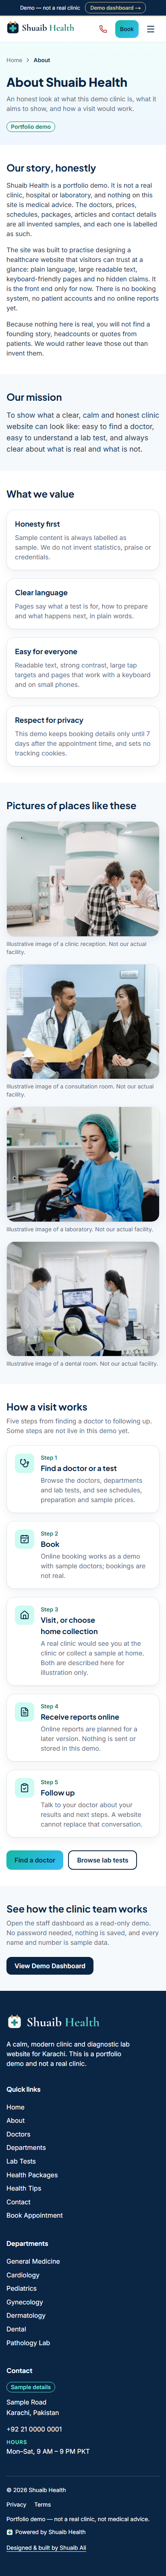 Demo — not a real clinic Demo dashboard →
Shuaib Health
Book
Home > About
About Shuaib Health
An honest look at what this demo clinic is, what it
aims to show, and how a visit would work.
Portfolio demo
Our story, honestly
Shuaib Health is a portfolio demo. It is not a real
clinic, hospital or laboratory, and nothing on this
site is medical advice. The doctors, prices,
schedules, packages, articles and contact details
are all invented samples, and each one is labelled
as such.
The site was built to practise designing a
healthcare website that visitors can trust at a
glance: plain language, large readable text,
keyboard-friendly pages and no hidden claims. It
is the front end only for now. There is no booking
system, no patient accounts and no online reports
yet.
Because nothing here is real, you will not find a
founding story, headcounts or quotes from
patients. We would rather leave those out than
invent them.
Our mission
To show what a clear, calm and honest clinic
website can look like: easy to find a doctor,
easy to understand a lab test, and always
clear about what is real and what is not.
What we value
Honesty first
Sample content is always labelled as
sample. We do not invent statistics, praise or
credentials.
Clear language
Pages say what a test is for, how to prepare
and what happens next, in plain words.
Easy for everyone
Readable text, strong contrast, large tap
targets and pages that work with a keyboard
and on small phones.
Respect for privacy
This demo keeps booking details only until 7
days after the appointment time, and sets no
tracking cookies.
Pictures of places like these
Illustrative image of a clinic reception. Not our actual
facility.
Illustrative image of a consultation room. Not our actual
facility.
Illustrative image of a laboratory. Not our actual facility.
Illustrative image of a dental room. Not our actual facility.
How a visit works
Five steps from finding a doctor to following up.
Some steps are not live in this demo yet.
Step 1
Find a doctor or a test
Browse the doctors, departments
and lab tests, and see schedules,
preparation and sample prices.
Step 2
Book
Online booking works as a demo
with sample doctors; bookings are
not real.
Step 3
Visit, or choose
home collection
A real clinic would see you at the
clinic or collect a sample at home.
Both are described here for
illustration only.
Step 4
Receive reports online
Online reports are planned for a
later version. Nothing is sent or
stored in this demo.
Step 5
Follow up
Talk to your doctor about your
results and next steps. A website
cannot replace that conversation.
Find a doctor Browse lab tests
See how the clinic team works
Open the staff dashboard as a read-only demo.
No password needed, nothing is saved, and every
name and number is sample data.
View Demo Dashboard
Shuaib Health
A calm, modern clinic and diagnostic lab
website for Karachi. This is a portfolio
demo and not a real clinic.
Quick links
Home
About
Doctors
Departments
Lab Tests
Health Packages
Health Tips
Contact
Book Appointment
Departments
General Medicine
Cardiology
Pediatrics
Gynecology
Dermatology
Dental
Pathology Lab
Contact
Sample details
Sample Road
Karachi, Pakistan
+92 21 0000 0001
HOURS
Mon–Sat, 9 AM – 9 PM PKT
© 2026 Shuaib Health
Privacy Terms
Portfolio demo — not a real clinic, not medical advice.
Powered by Shuaib Health
Designed & built by Shuaib Ali